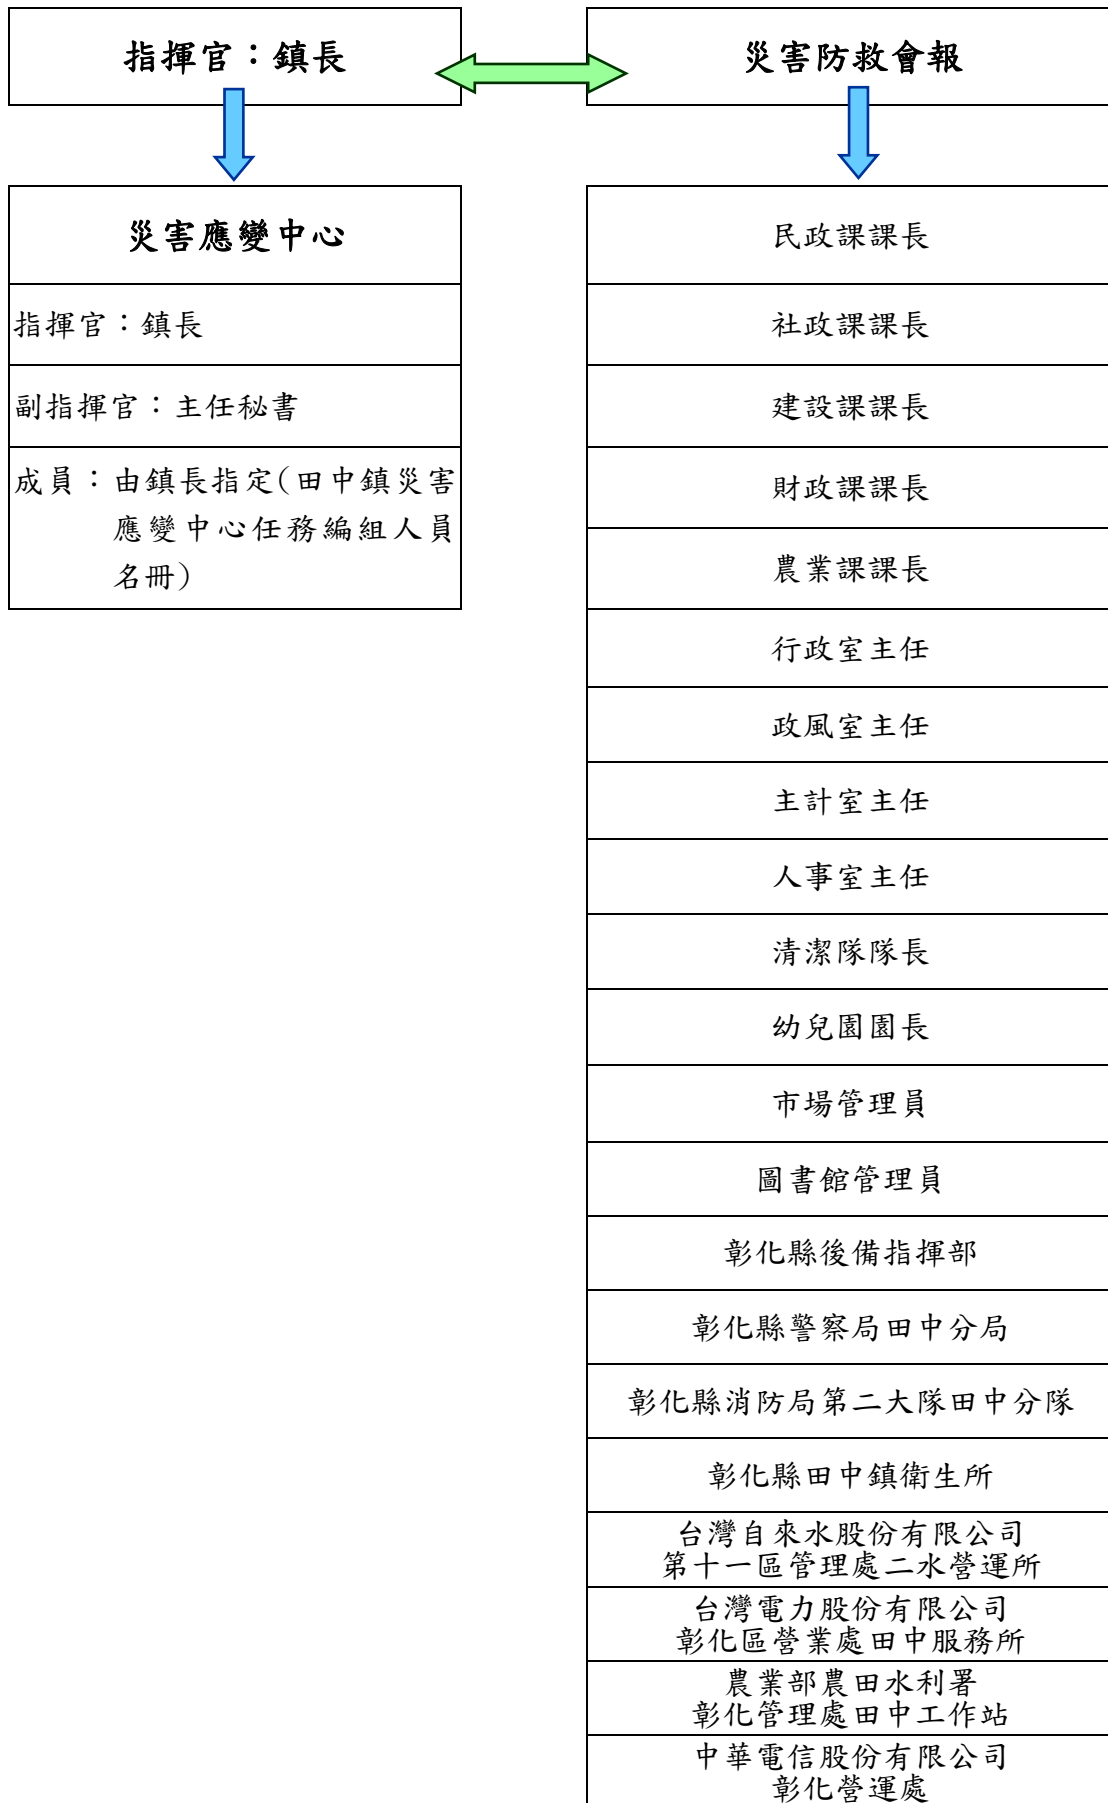 指揮官：鎮長
災害防救會報
災害應變中心
指揮官：鎮長
副指揮官：主任秘書
成員：由鎮長指定(田中鎮災害
應變中心任務編組人員
名冊)
民政課課長
社政課課長
建設課課長
財政課課長
農業課課長
行政室主任
政風室主任
主計室主任
人事室主任
清潔隊隊長
幼兒園園長
市場管理員
圖書館管理員
彰化縣後備指揮部
彰化縣警察局田中分局
彰化縣消防局第二大隊田中分隊
彰化縣田中鎮衛生所
台灣自來水股份有限公司
第十一區管理處二水營運所
台灣電力股份有限公司
彰化區營業處田中服務所
農業部農田水利署
彰化管理處田中工作站
中華電信股份有限公司
彰化營運處